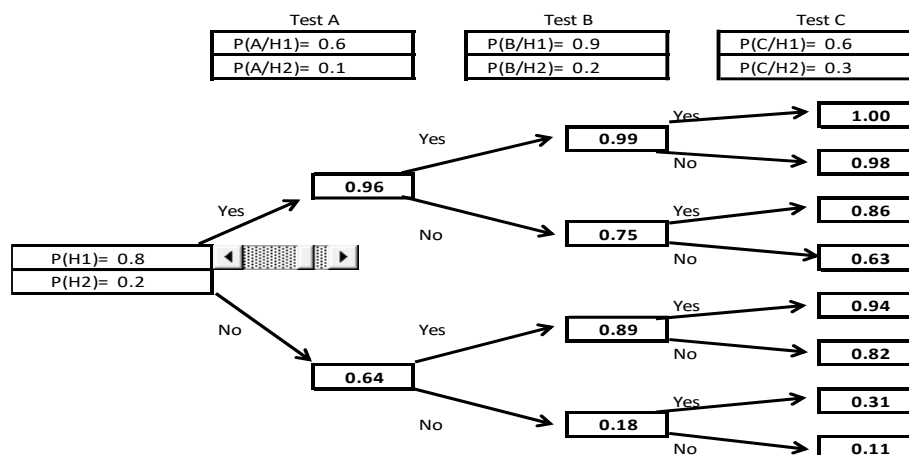 Test A Test B Test C
P(A/H1)= 0.6 P(B/H1)= 0.9 P(C/H1)= 0.6
P(A/H2)= 0.1 P(B/H2)= 0.2 P(C/H2)= 0.3
Yes 1.00
Yes 0.99
No 0.98
0.96
Yes Yes 0.86
No 0.75
P(H1)= 0.8 No 0.63
P(H2)= 0.2
Yes 0.94
No Yes 0.89
No 0.82
0.64
Yes 0.31
No 0.18
No 0.11